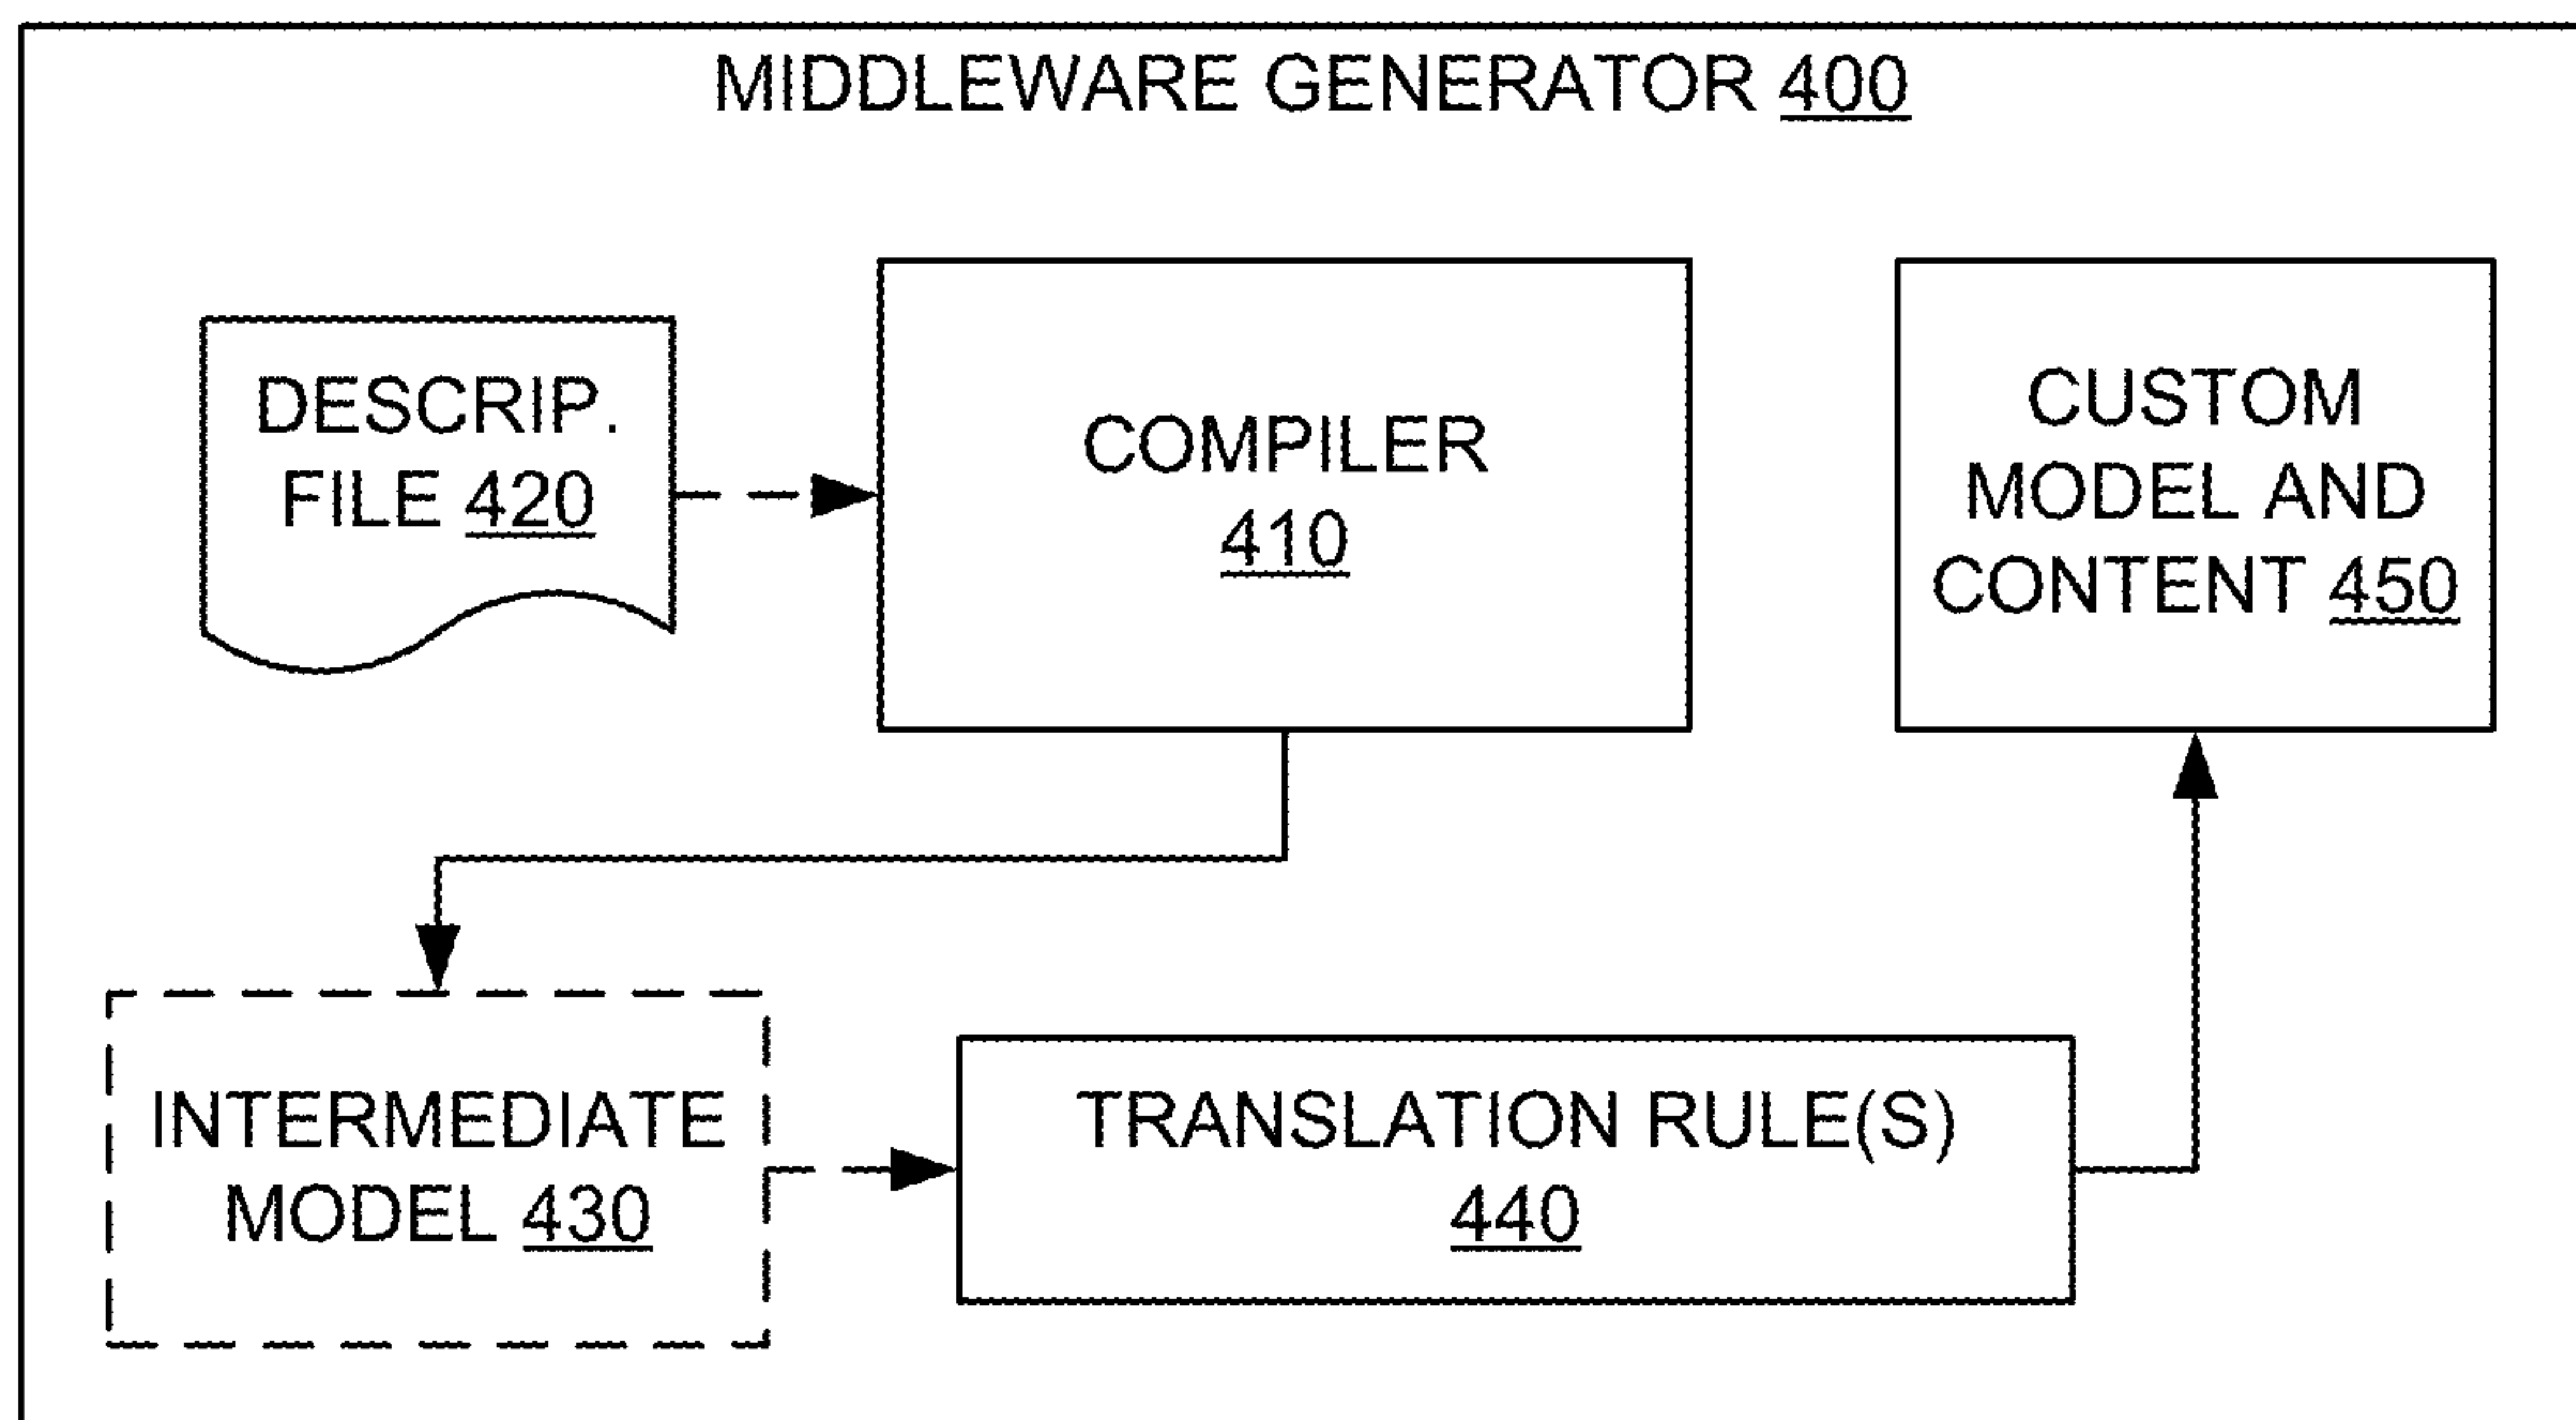 MIDDLEWARE GENERATOR 400
DESCRIP.
FILE 420
COMPILER
410
CUSTOM
MODEL AND
CONTENT 450
INTERMEDIATE
MODEL 430
TRANSLATION RULE(S)
440